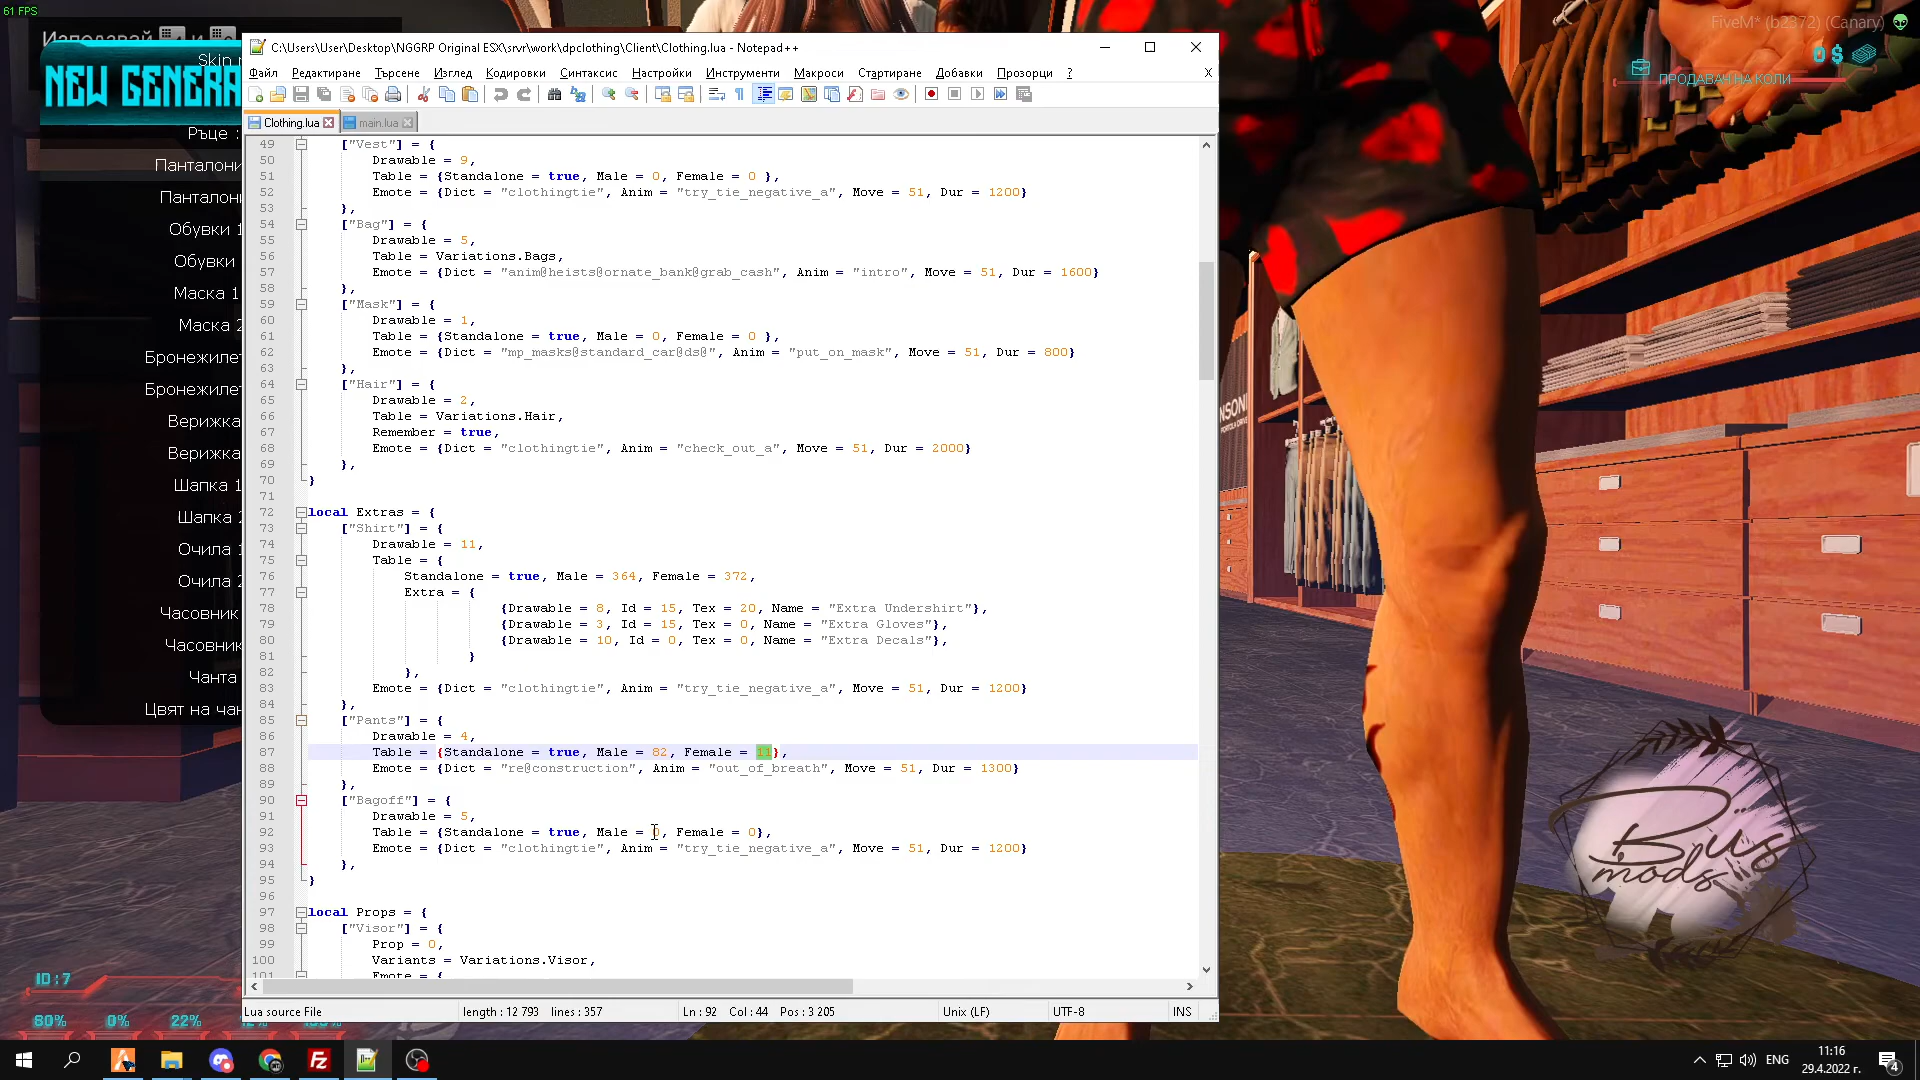 61 FPS
FiveM* (b2372) (Canary)
0 $
ПРОДАВАЧ НА КОЛИ
Използвай
и
Skin
NEW GENERA
Ръце :
Панталони
Панталони
Обувки 1
Обувки
Маска 1
Маска 2
Бронежилет
Бронежилет
Верижка
Верижка
Шапка 1
Шапка 2
Очила 1
Очила 2
Часовник
Часовник
Чанта
Цвят на чан
C:\Users\User\Desktop\NGGRP Original ESX\srvr\work\dpclothing\Client\Clothing.lua - Notepad++
Файл Редактиране Търсене Изглед Кодировки Синтаксис Настройки Инструменти Макроси Стартиране Добавки Прозорци ? X
Clothing.lua main.lua
49 ["Vest"] = {
50 Drawable = 9,
51 Table = {Standalone = true, Male = 0, Female = 0 },
52 Emote = {Dict = "clothingtie", Anim = "try_tie_negative_a", Move = 51, Dur = 1200}
53 },
54 ["Bag"] = {
55 Drawable = 5,
56 Table = Variations.Bags,
57 Emote = {Dict = "anim@heists@ornate_bank@grab_cash", Anim = "intro", Move = 51, Dur = 1600}
58 },
59 ["Mask"] = {
60 Drawable = 1,
61 Table = {Standalone = true, Male = 0, Female = 0 },
62 Emote = {Dict = "mp_masks@standard_car@ds@", Anim = "put_on_mask", Move = 51, Dur = 800}
63 },
64 ["Hair"] = {
65 Drawable = 2,
66 Table = Variations.Hair,
67 Remember = true,
68 Emote = {Dict = "clothingtie", Anim = "check_out_a", Move = 51, Dur = 2000}
69 },
70 }
71
72 local Extras = {
73 ["Shirt"] = {
74 Drawable = 11,
75 Table = {
76 Standalone = true, Male = 364, Female = 372,
77 Extra = {
78 {Drawable = 8, Id = 15, Tex = 20, Name = "Extra Undershirt"},
79 {Drawable = 3, Id = 15, Tex = 0, Name = "Extra Gloves"},
80 {Drawable = 10, Id = 0, Tex = 0, Name = "Extra Decals"},
81 }
82 },
83 Emote = {Dict = "clothingtie", Anim = "try_tie_negative_a", Move = 51, Dur = 1200}
84 },
85 ["Pants"] = {
86 Drawable = 4,
87 Table = {Standalone = true, Male = 82, Female = 11},
88 Emote = {Dict = "re@construction", Anim = "out_of_breath", Move = 51, Dur = 1300}
89 },
90 ["Bagoff"] = {
91 Drawable = 5,
92 Table = {Standalone = true, Male = 0, Female = 0},
93 Emote = {Dict = "clothingtie", Anim = "try_tie_negative_a", Move = 51, Dur = 1200}
94 },
95 }
96
97 local Props = {
98 ["Visor"] = {
99 Prop = 0,
100 Variants = Variations.Visor,
101 Emote = {
Lua source File length : 12 793 lines : 357 Ln : 92 Col : 44 Pos : 3 205 Unix (LF) UTF-8 INS
ID : 7
80% 0% 22%
NSON
Büs
mods
ENG
11:16
29.4.2022 г.
4